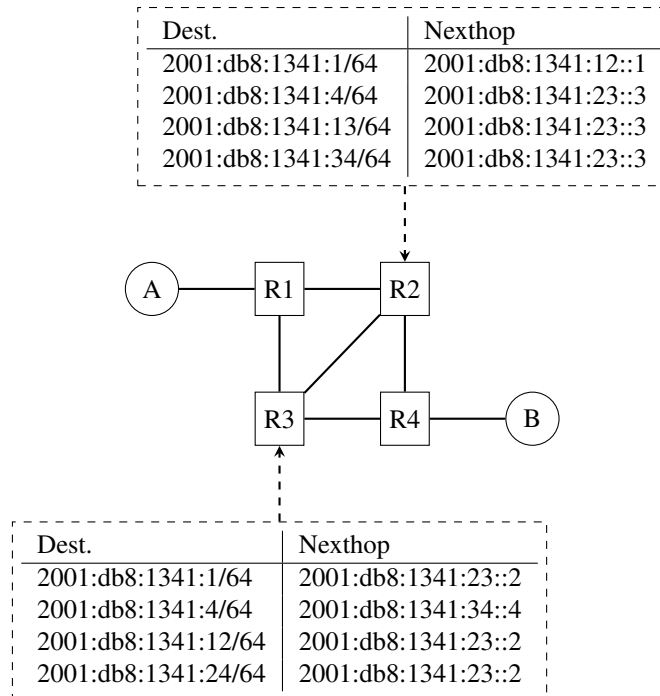 Dest. Nexthop
2001:db8:1341:1/64 2001:db8:1341:12::1
2001:db8:1341:4/64 2001:db8:1341:23::3
2001:db8:1341:13/64 2001:db8:1341:23::3
2001:db8:1341:34/64 2001:db8:1341:23::3
A R1 R2
R3 R4 B
Dest. Nexthop
2001:db8:1341:1/64 2001:db8:1341:23::2
2001:db8:1341:4/64 2001:db8:1341:34::4
2001:db8:1341:12/64 2001:db8:1341:23::2
2001:db8:1341:24/64 2001:db8:1341:23::2